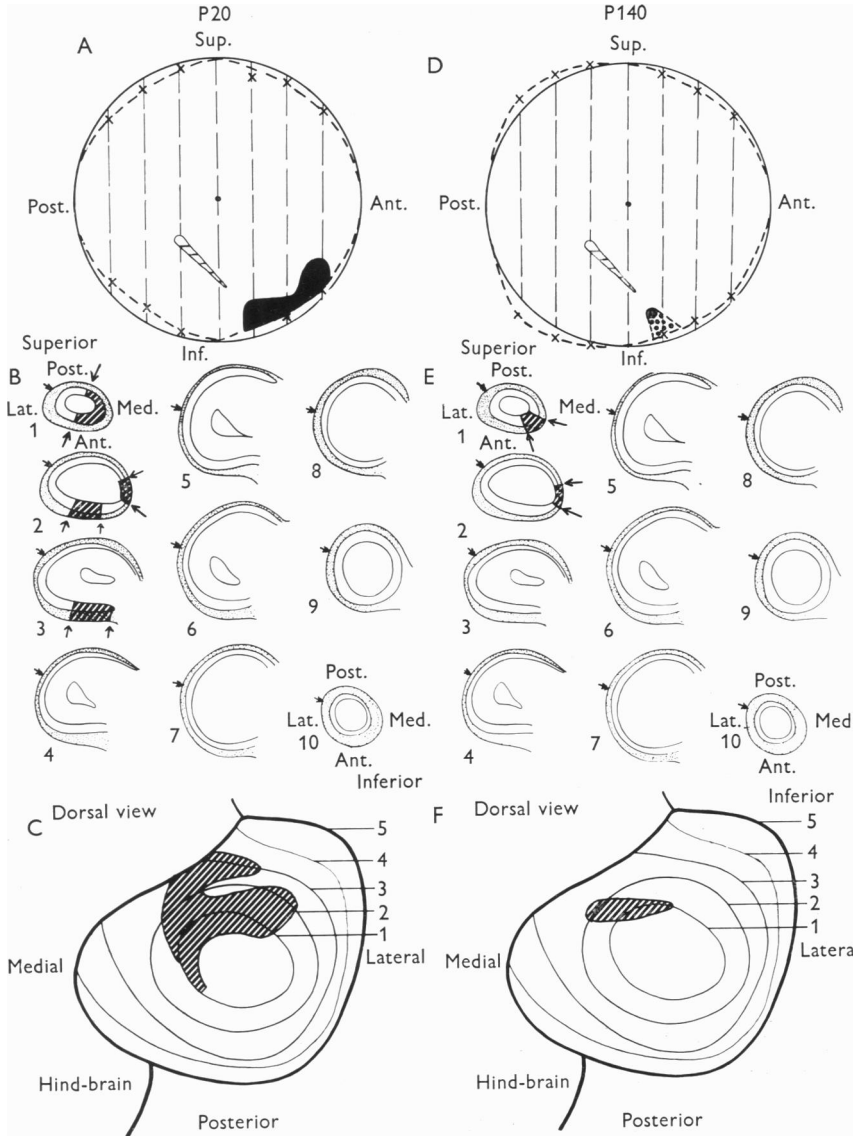 P20
P140
A
Sup.
D
Sup.
Post.
Ant.
Post.
Ant.
Inf.
Inf.
B
Superior
Post.
Lat.
Med.
1
Ant.
2
3
4
5
6
7
8
9
Post.
Lat.
Med.
10
Ant.
Inferior
E
Superior
Post.
Lat.
Med.
1
Ant.
2
3
4
5
6
7
8
9
Post.
Lat.
Med
10
Ant.
Inferior
C
Dorsal view
5
4
3
2
1
Medial
Lateral
Hind-brain
Posterior
F
Dorsal view
5
4
3
2
1
Medial
Latera
Hind-brain
Posterior